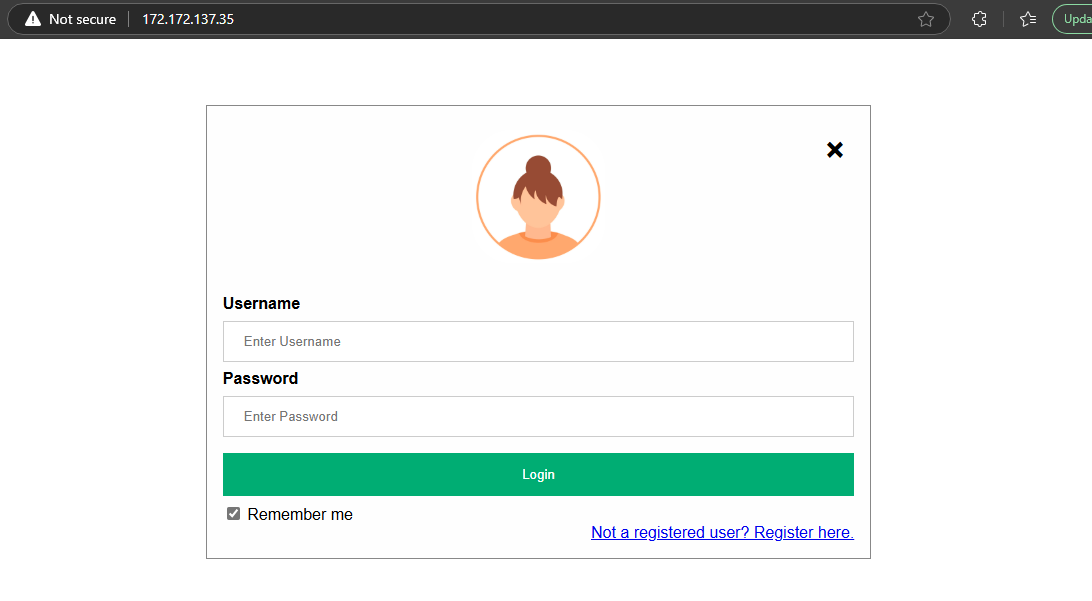 Not secure 172.172.137.35
Upda
Username
Enter Username
Password
Enter Password
Login
Remember me
Not a registered user? Register here.